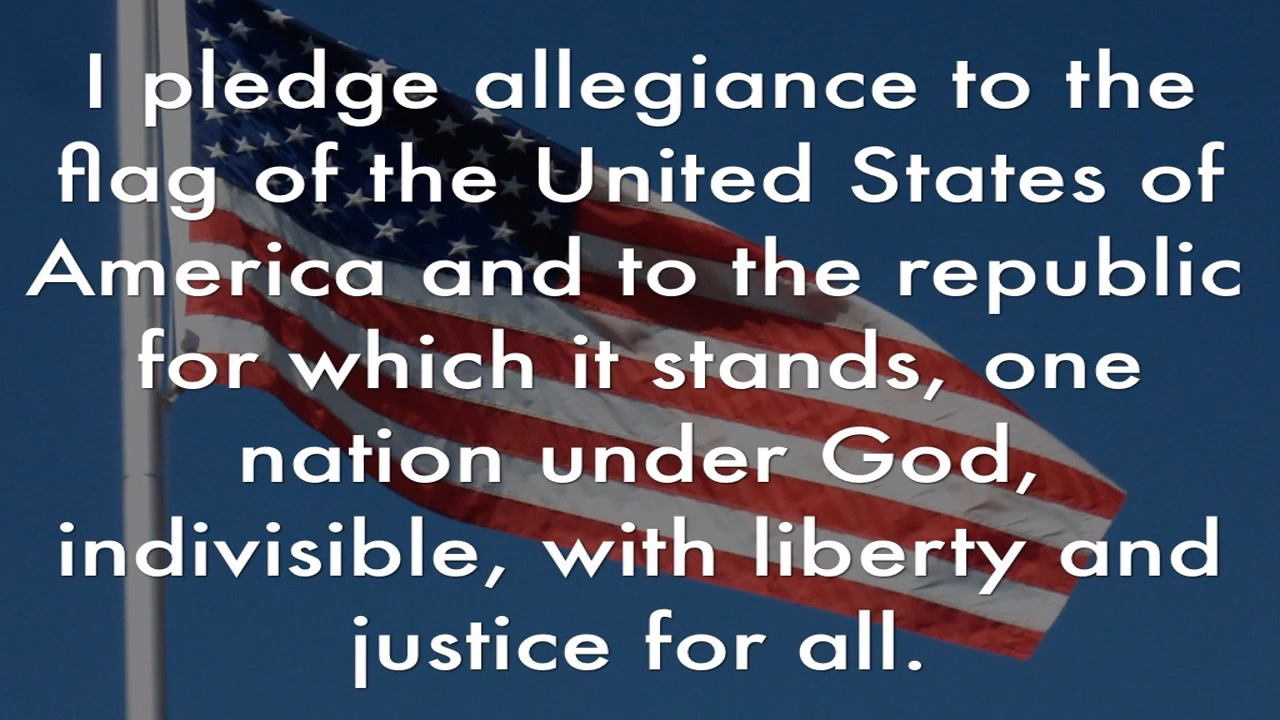 I pledge allegiance to the
flag of the United States of
America and to the republic
for which it stands, one
nation under God,
indivisible, with liberty and
justice for all.